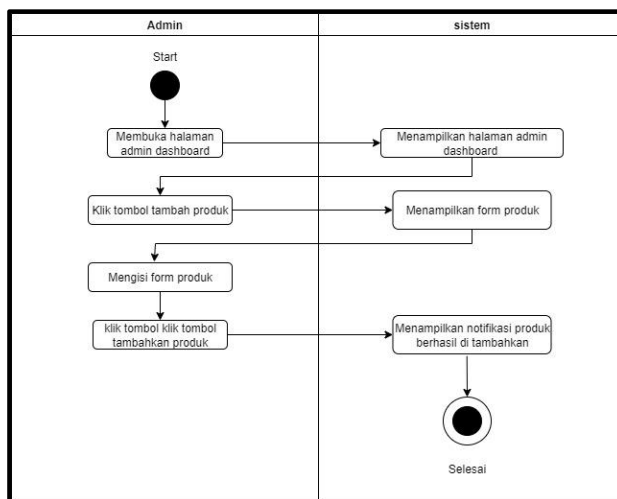 Admin
sistem
Start
Membuka halaman
admin dashboard
Menampilkan halaman admin
dashboard
Klik tombol tambah produk
Menampilkan form produk
Mengisi form produk
klik tombol klik tombol
tambahkan produk
Menampilkan notifikasi produk
berhasil di tambahkan
Selesai